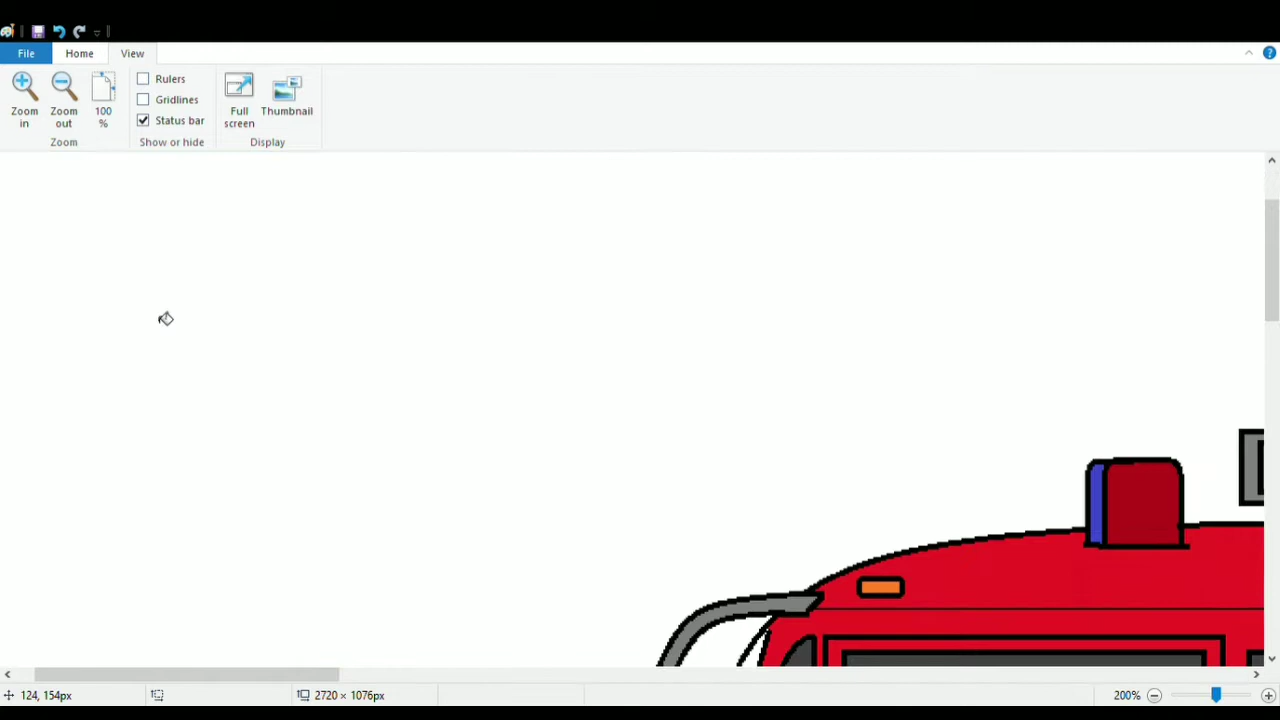 File Home View
Zoom in
Zoom out
100 %
Rulers
Gridlines
Status bar
Full screen
Thumbnail
Zoom
Show or hide
Display
124, 154px
2720 × 1076px
200%